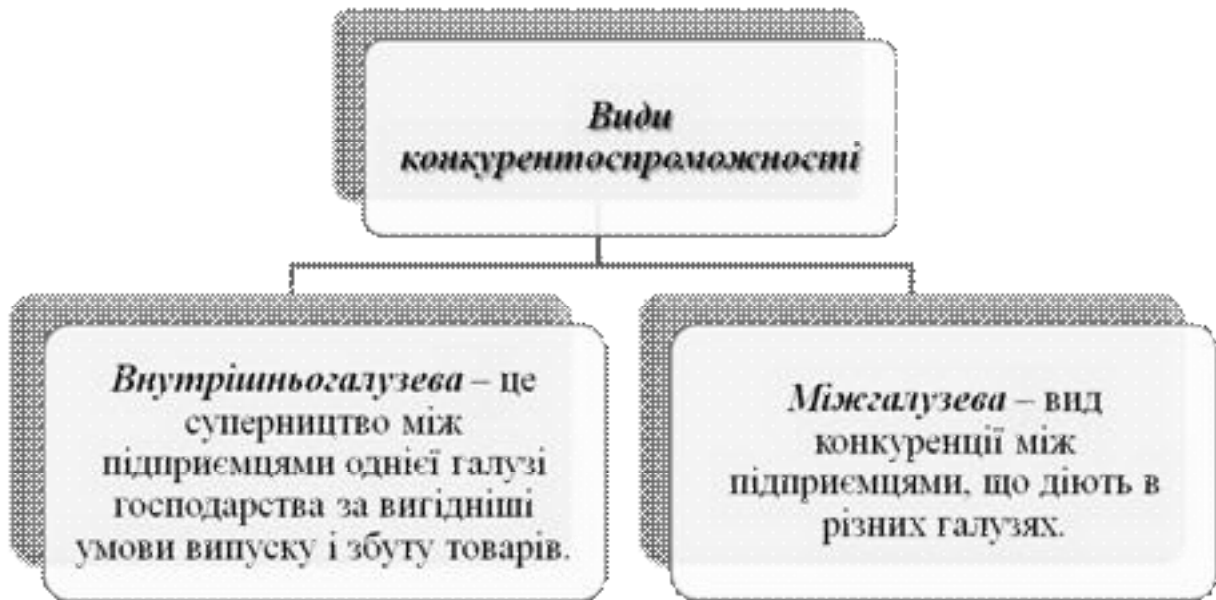 Види
конкурентоспроможності
Внутрішньогалузева – це
суперництво між
підприємцями однієї галузі
господарства за вигідніші
умови випуску і збуту товарів.
Міжгалузева – вид
конкуренції між
підприємцями, що діють в
різних галузях.